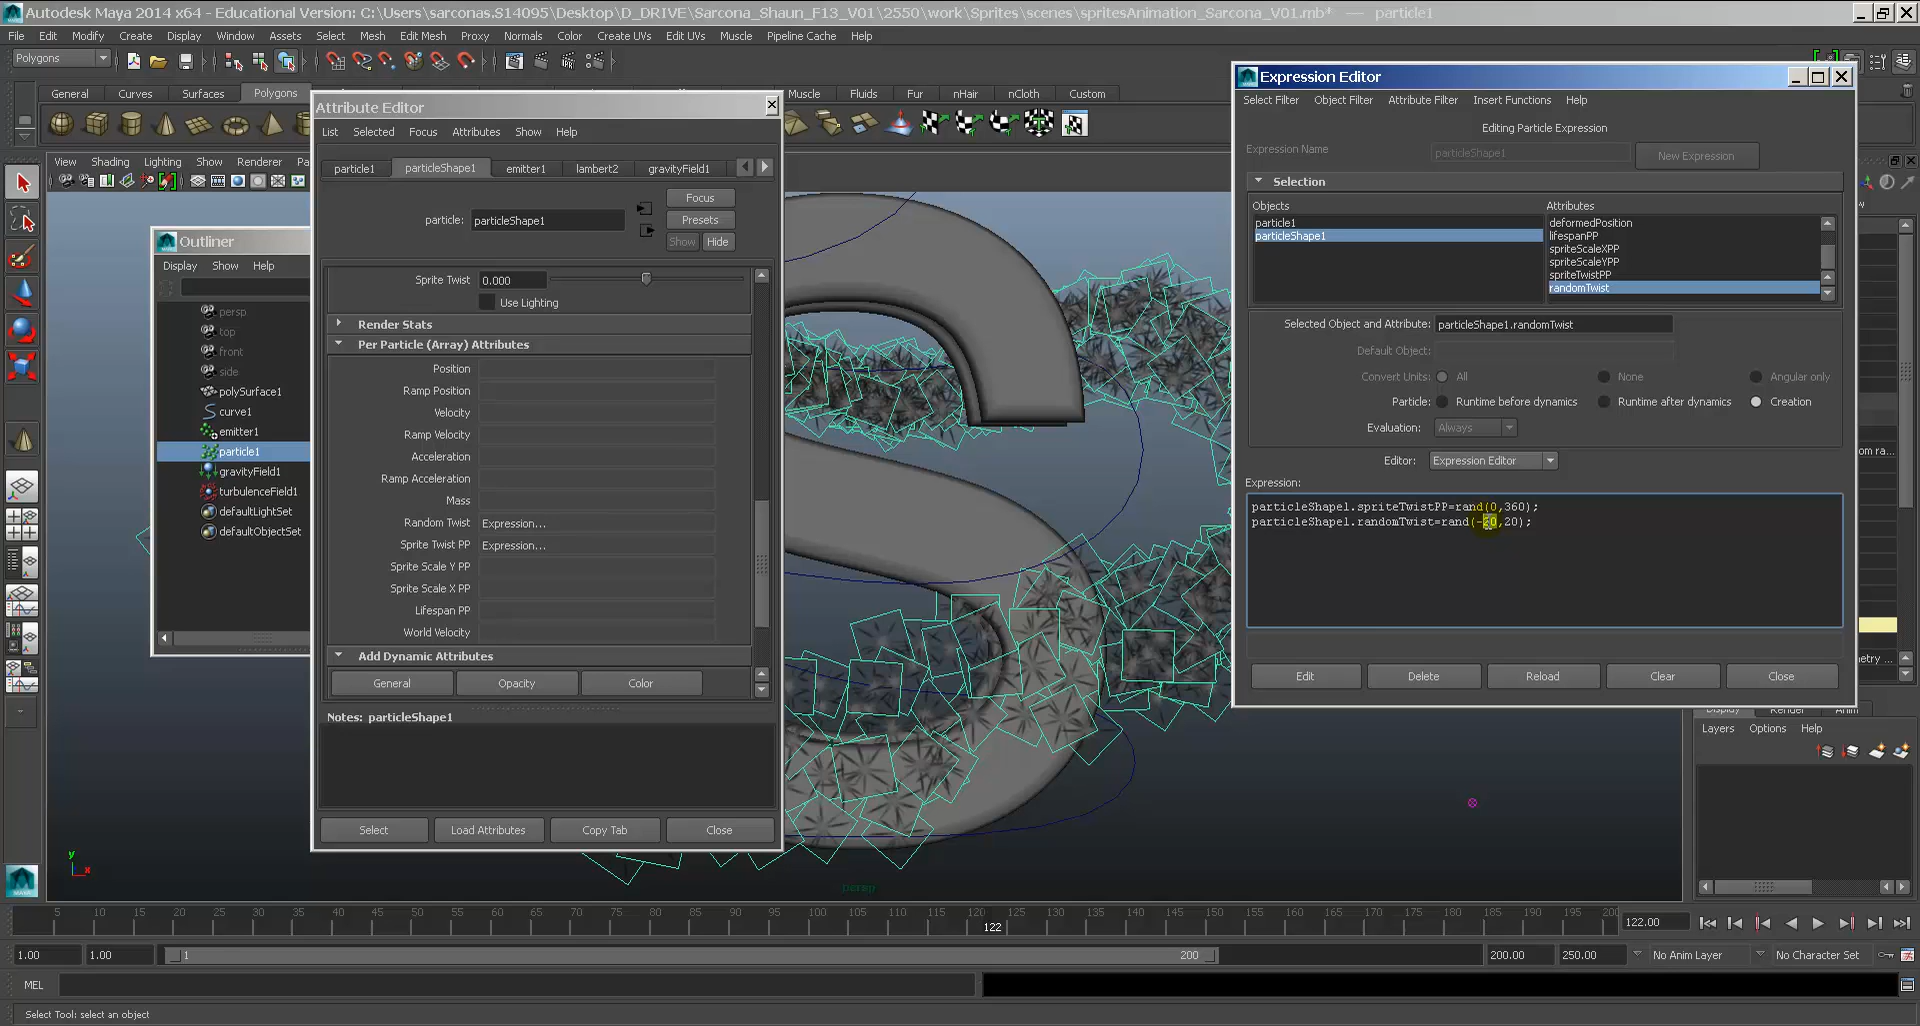 Autodesk Maya 2014 x64 - Educational Version: C:\Users\sarconas.S14095\Desktop\D_DRIVE\Sarcona_Shaun_F13_V01\2550\work\Sprites\scenes\spritesAnimation_Sarcona_V01.mb* --- particle1
File Edit Modify Create Display Window Assets Select Mesh Edit Mesh Proxy Normals Color Create UVs Edit UVs Muscle Pipeline Cache Help
Polygons
General Curves Surfaces Polygons Muscle Fluids Fur nHair nCloth Custom
View Shading Lighting Show Renderer Pa
Outliner
Display Show Help
persp
top
front
side
polySurface1
curve1
emitter1
particle1
gravityField1
turbulenceField1
defaultLightSet
defaultObjectSet
Attribute Editor
List Selected Focus Attributes Show Help
particle1 particleShape1 emitter1 lambert2 gravityField1
Focus
particle: particleShape1 Presets
Show Hide
Sprite Twist 0.000
Use Lighting
Render Stats
Per Particle (Array) Attributes
Position
Ramp Position
Velocity
Ramp Velocity
Acceleration
Ramp Acceleration
Mass
Random Twist Expression...
Sprite Twist PP Expression...
Sprite Scale Y PP
Sprite Scale X PP
Lifespan PP
World Velocity
Add Dynamic Attributes
General Opacity Color
Notes: particleShape1
Select Load Attributes Copy Tab Close
Expression Editor
Select Filter Object Filter Attribute Filter Insert Functions Help
Editing Particle Expression
Expression Name particleShape1 New Expression
Selection
Objects Attributes
particle1 deformedPosition
particleShape1 lifespanPP
spriteScaleXPP
spriteScaleYPP
spriteTwistPP
randomTwist
Selected Object and Attribute: particleShape1.randomTwist
Default Object:
Convert Units: All None Angular only
Particle: Runtime before dynamics Runtime after dynamics Creation
Evaluation: Always
Editor: Expression Editor
Expression:
particleShape1.spriteTwistPP=rand(0,360);
particleShape1.randomTwist=rand(-20,20);
Edit Delete Reload Clear Close
om ra...
etry ...
Display Render Anim
Layers Options Help
y
x
persp
5 10 15 20 25 30 35 40 45 50 55 60 65 70 75 80 85 90 95 100 105 110 115 120 125 130 135 140 145 150 155 160 165 170 175 180 185 190 195 200
122
122.00
1.00 1.00 1 200 200.00 250.00 No Anim Layer No Character Set
MEL
Select Tool: select an object